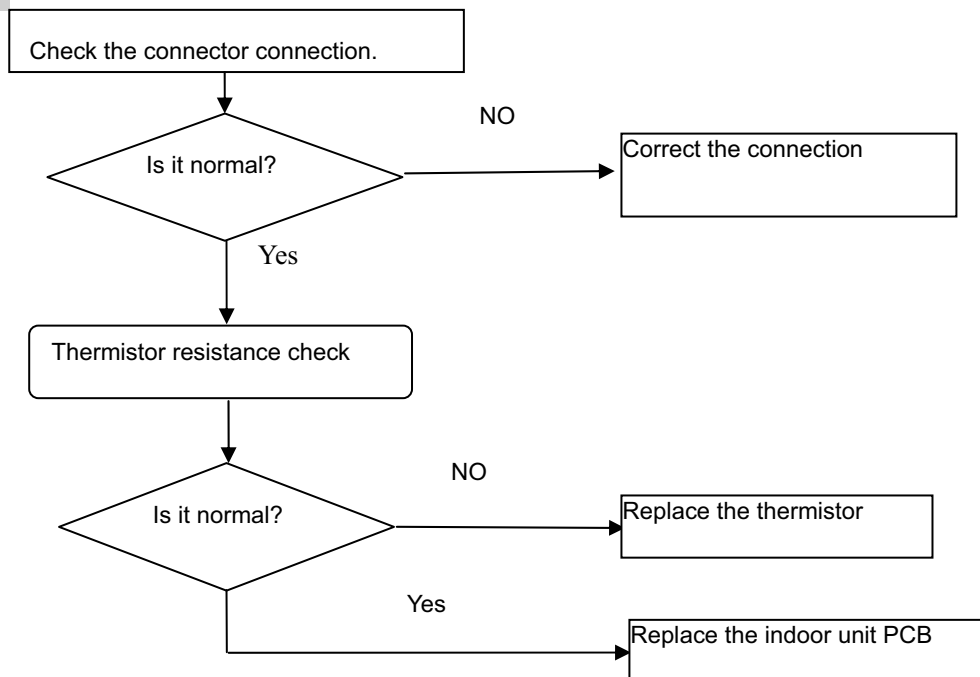 Check the connector connection.
NO
Is it normal?
Correct the connection
Yes
Thermistor resistance check
NO
Is it normal?
Replace the thermistor
Yes
Replace the indoor unit PCB